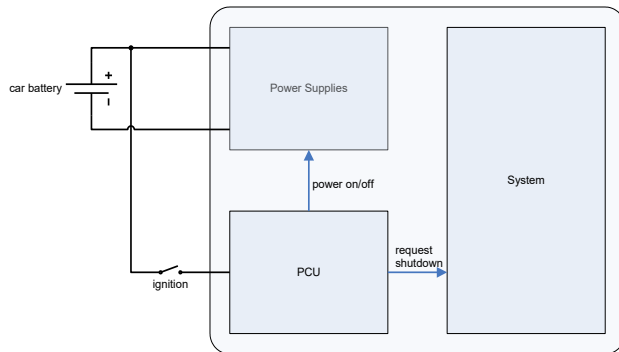 +
car battery
Power Supplies
power on/off
System
request
shutdown
PCU
ignition